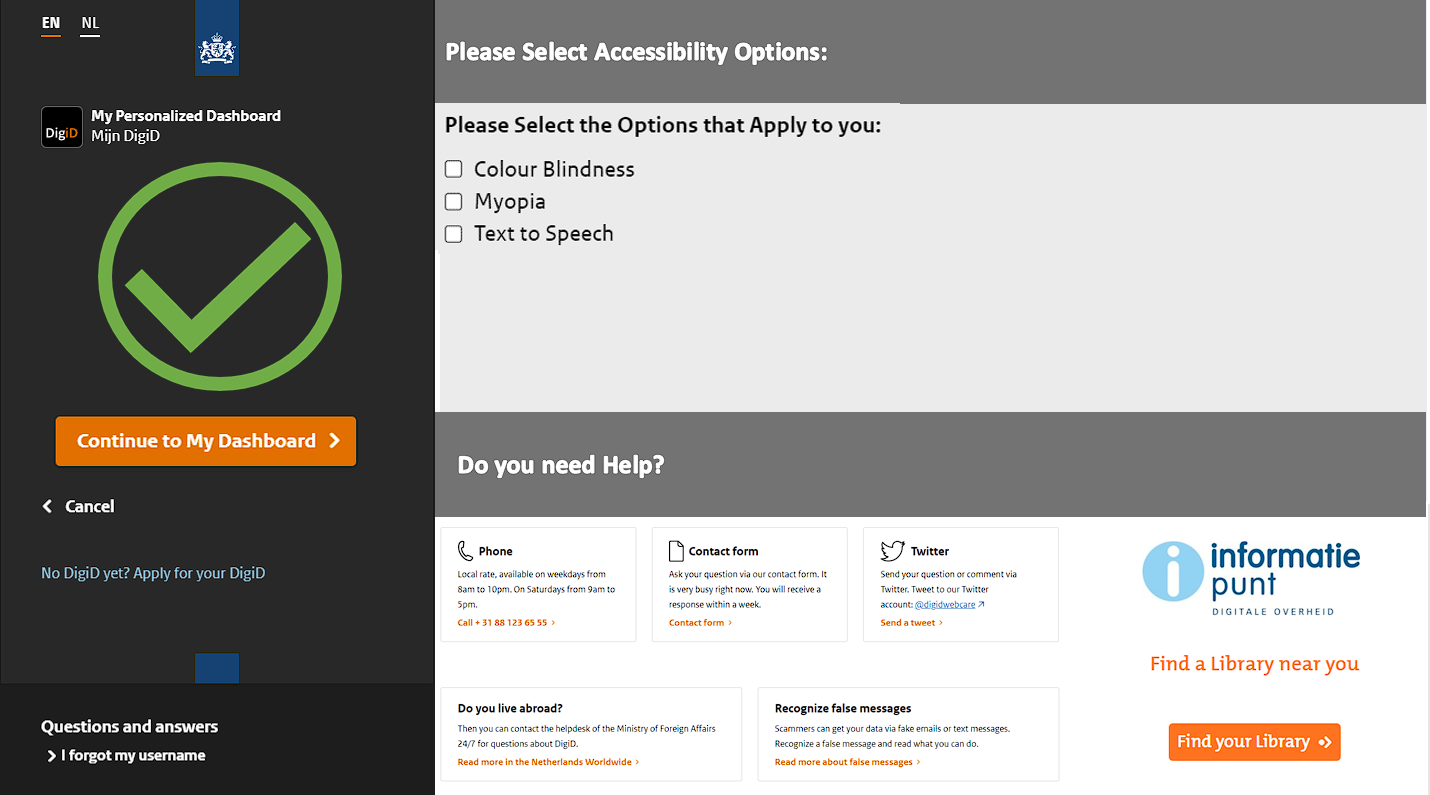 EN NL
DigiD
My Personalized Dashboard
Mijn DigiD
Continue to My Dashboard
Cancel
No DigiD yet? Apply for your DigiD
Questions and answers
I forgot my username
Please Select Accessibility Options:
Please Select the Options that Apply to you:
Colour Blindness
Myopia
Text to Speech
Do you need Help?
Phone
Local rate, available on weekdays from
8am to 10pm. On Saturdays from 9am to
5pm.
Call + 31 88 123 65 55
Contact form
Ask your question via our contact form. It
is very busy right now. You will receive a
response within a week.
Contact form
Twitter
Send your question or comment via
Twitter. Tweet to our Twitter
account: @digidwebcare
Send a tweet
Do you live abroad?
Then you can contact the helpdesk of the Ministry of Foreign Affairs
24/7 for questions about DigiD.
Read more in the Netherlands Worldwide
Recognize false messages
Scammers can get your data via fake emails or text messages.
Recognize a false message and read what you can do.
Read more about false messages
informatie
punt
DIGITALE OVERHEID
Find a Library near you
Find your Library